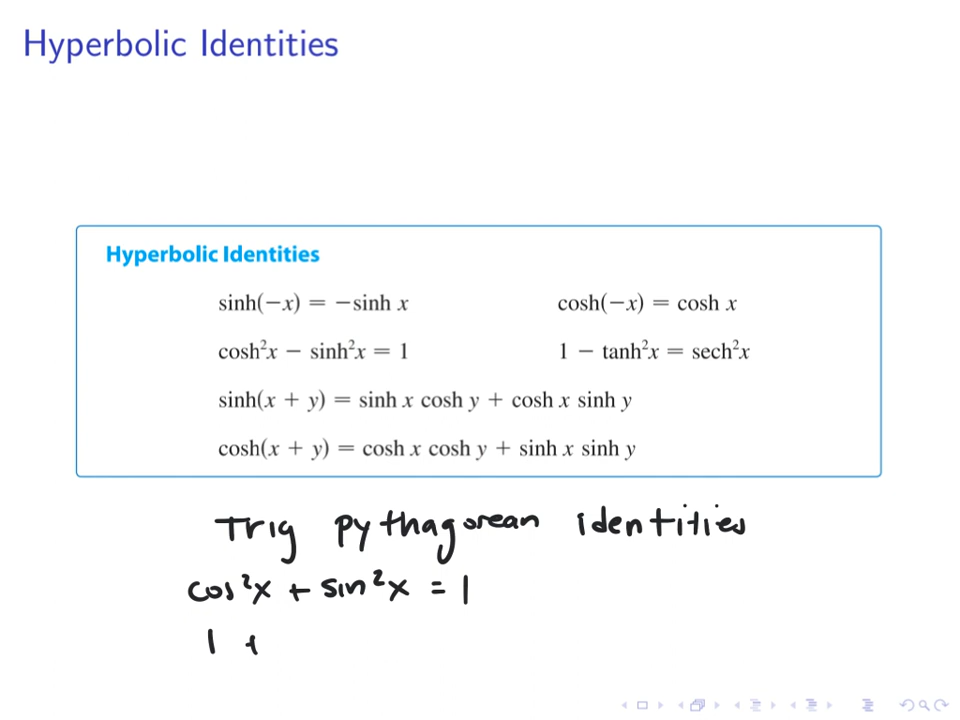 Hyperbolic Identities
Hyperbolic Identities
sinh(−x) = −sinh x cosh(−x) = cosh x
cosh²x − sinh²x = 1 1 − tanh²x = sech²x
sinh(x + y) = sinh x cosh y + cosh x sinh y
cosh(x + y) = cosh x cosh y + sinh x sinh y
Trig pythagorean identities
cos²x + sin²x = 1
1 +